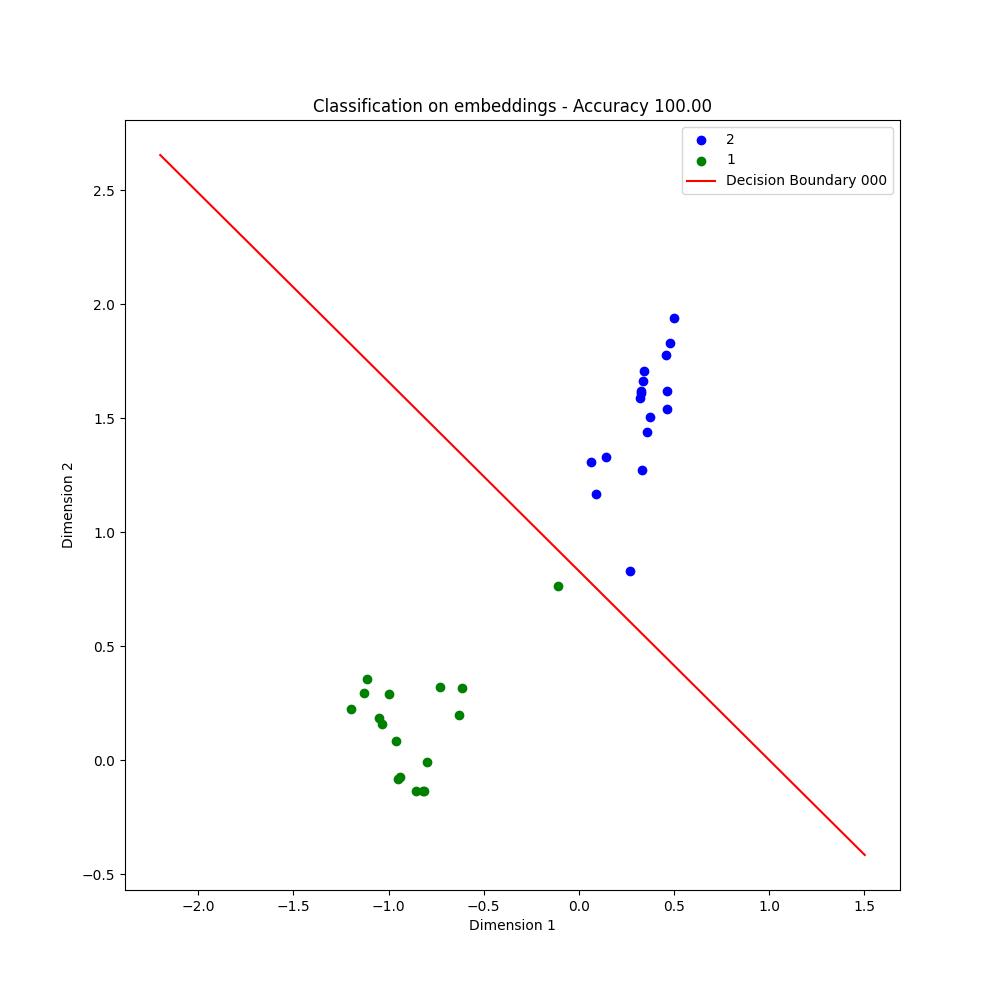 Classification on embeddings - Accuracy 100.00
2
1
Decision Boundary 000
2.5
2.0
1.5
1.0
0.5
0.0
−0.5
Dimension 2
−2.0 −1.5 −1.0 −0.5 0.0 0.5 1.0 1.5
Dimension 1